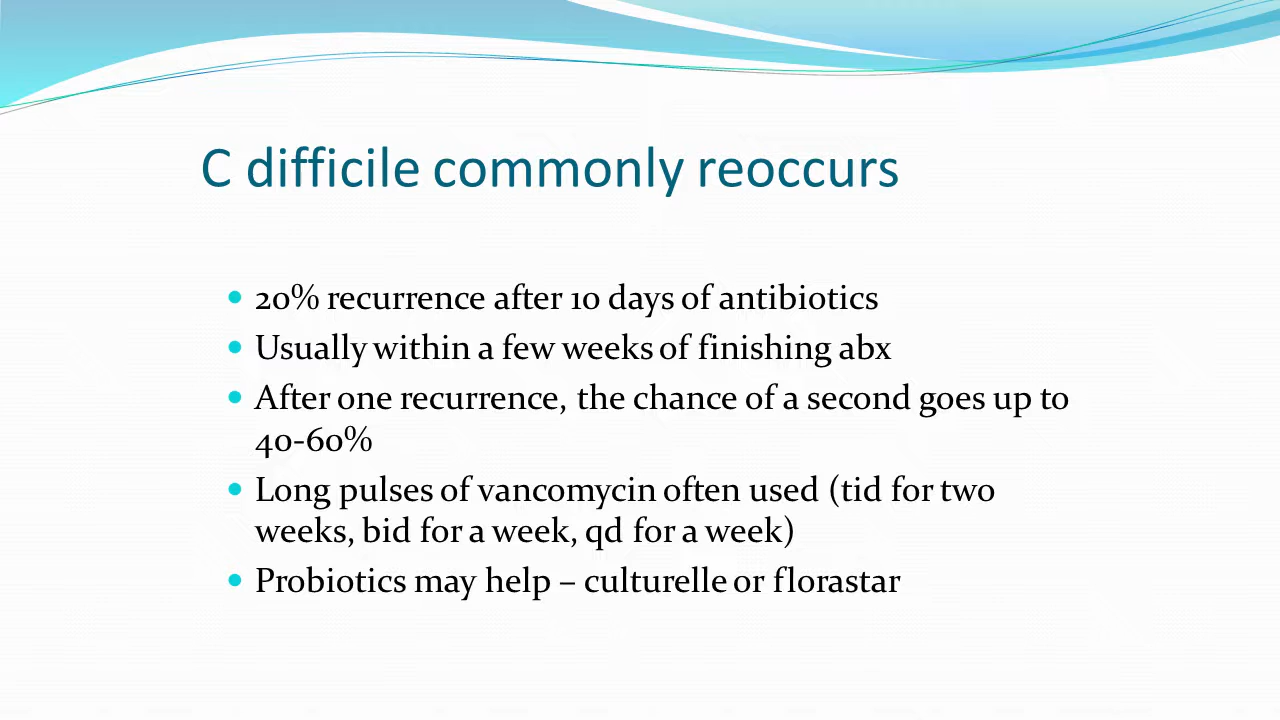 C difficile commonly reoccurs
• 20% recurrence after 10 days of antibiotics
• Usually within a few weeks of finishing abx
• After one recurrence, the chance of a second goes up to
40-60%
• Long pulses of vancomycin often used (tid for two
weeks, bid for a week, qd for a week)
• Probiotics may help – culturelle or florastar